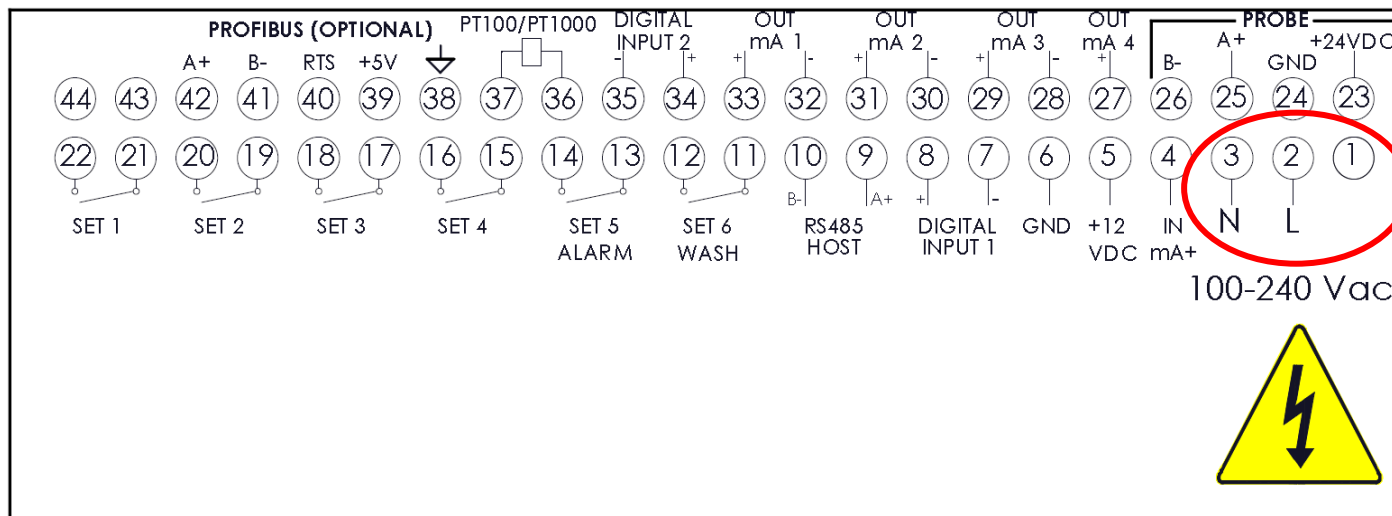 PROFIBUS (OPTIONAL) PT100/PT1000 DIGITAL INPUT 2 OUT mA 1 OUT mA 2 OUT mA 3 OUT mA 4 PROBE
A+ B- RTS +5V - + + - + - + - + B- A+ GND +24VDC
44 43 42 41 40 39 38 37 36 35 34 33 32 31 30 29 28 27 26 25 24 23
22 21 20 19 18 17 16 15 14 13 12 11 10 9 8 7 6 5 4 3 2 1
B- A+ + -
SET 1 SET 2 SET 3 SET 4 SET 5 ALARM SET 6 WASH RS485 HOST DIGITAL INPUT 1 GND +12 VDC IN mA+ N L
100-240 Vac